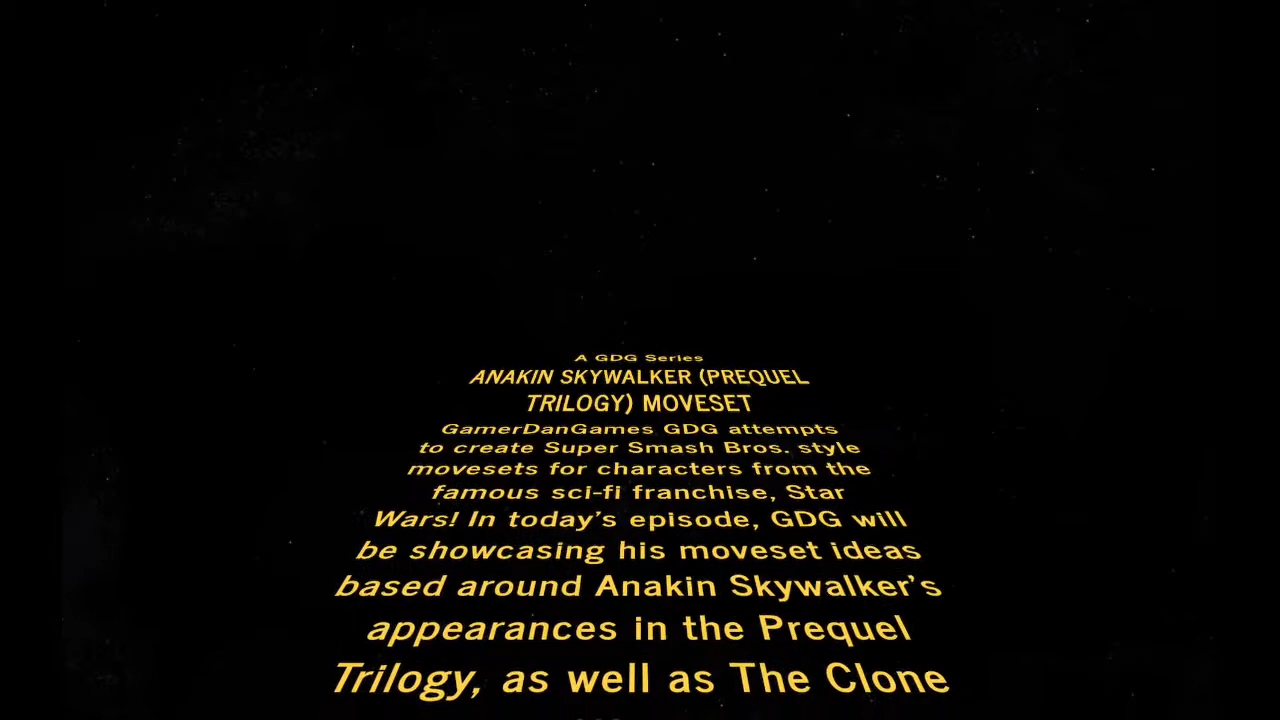 A GDG Series
ANAKIN SKYWALKER (PREQUEL
TRILOGY) MOVESET
GamerDanGames GDG attempts
to create Super Smash Bros. style
movesets for characters from the
famous sci-fi franchise, Star
Wars! In today's episode, GDG will
be showcasing his moveset ideas
based around Anakin Skywalker's
appearances in the Prequel
Trilogy, as well as The Clone